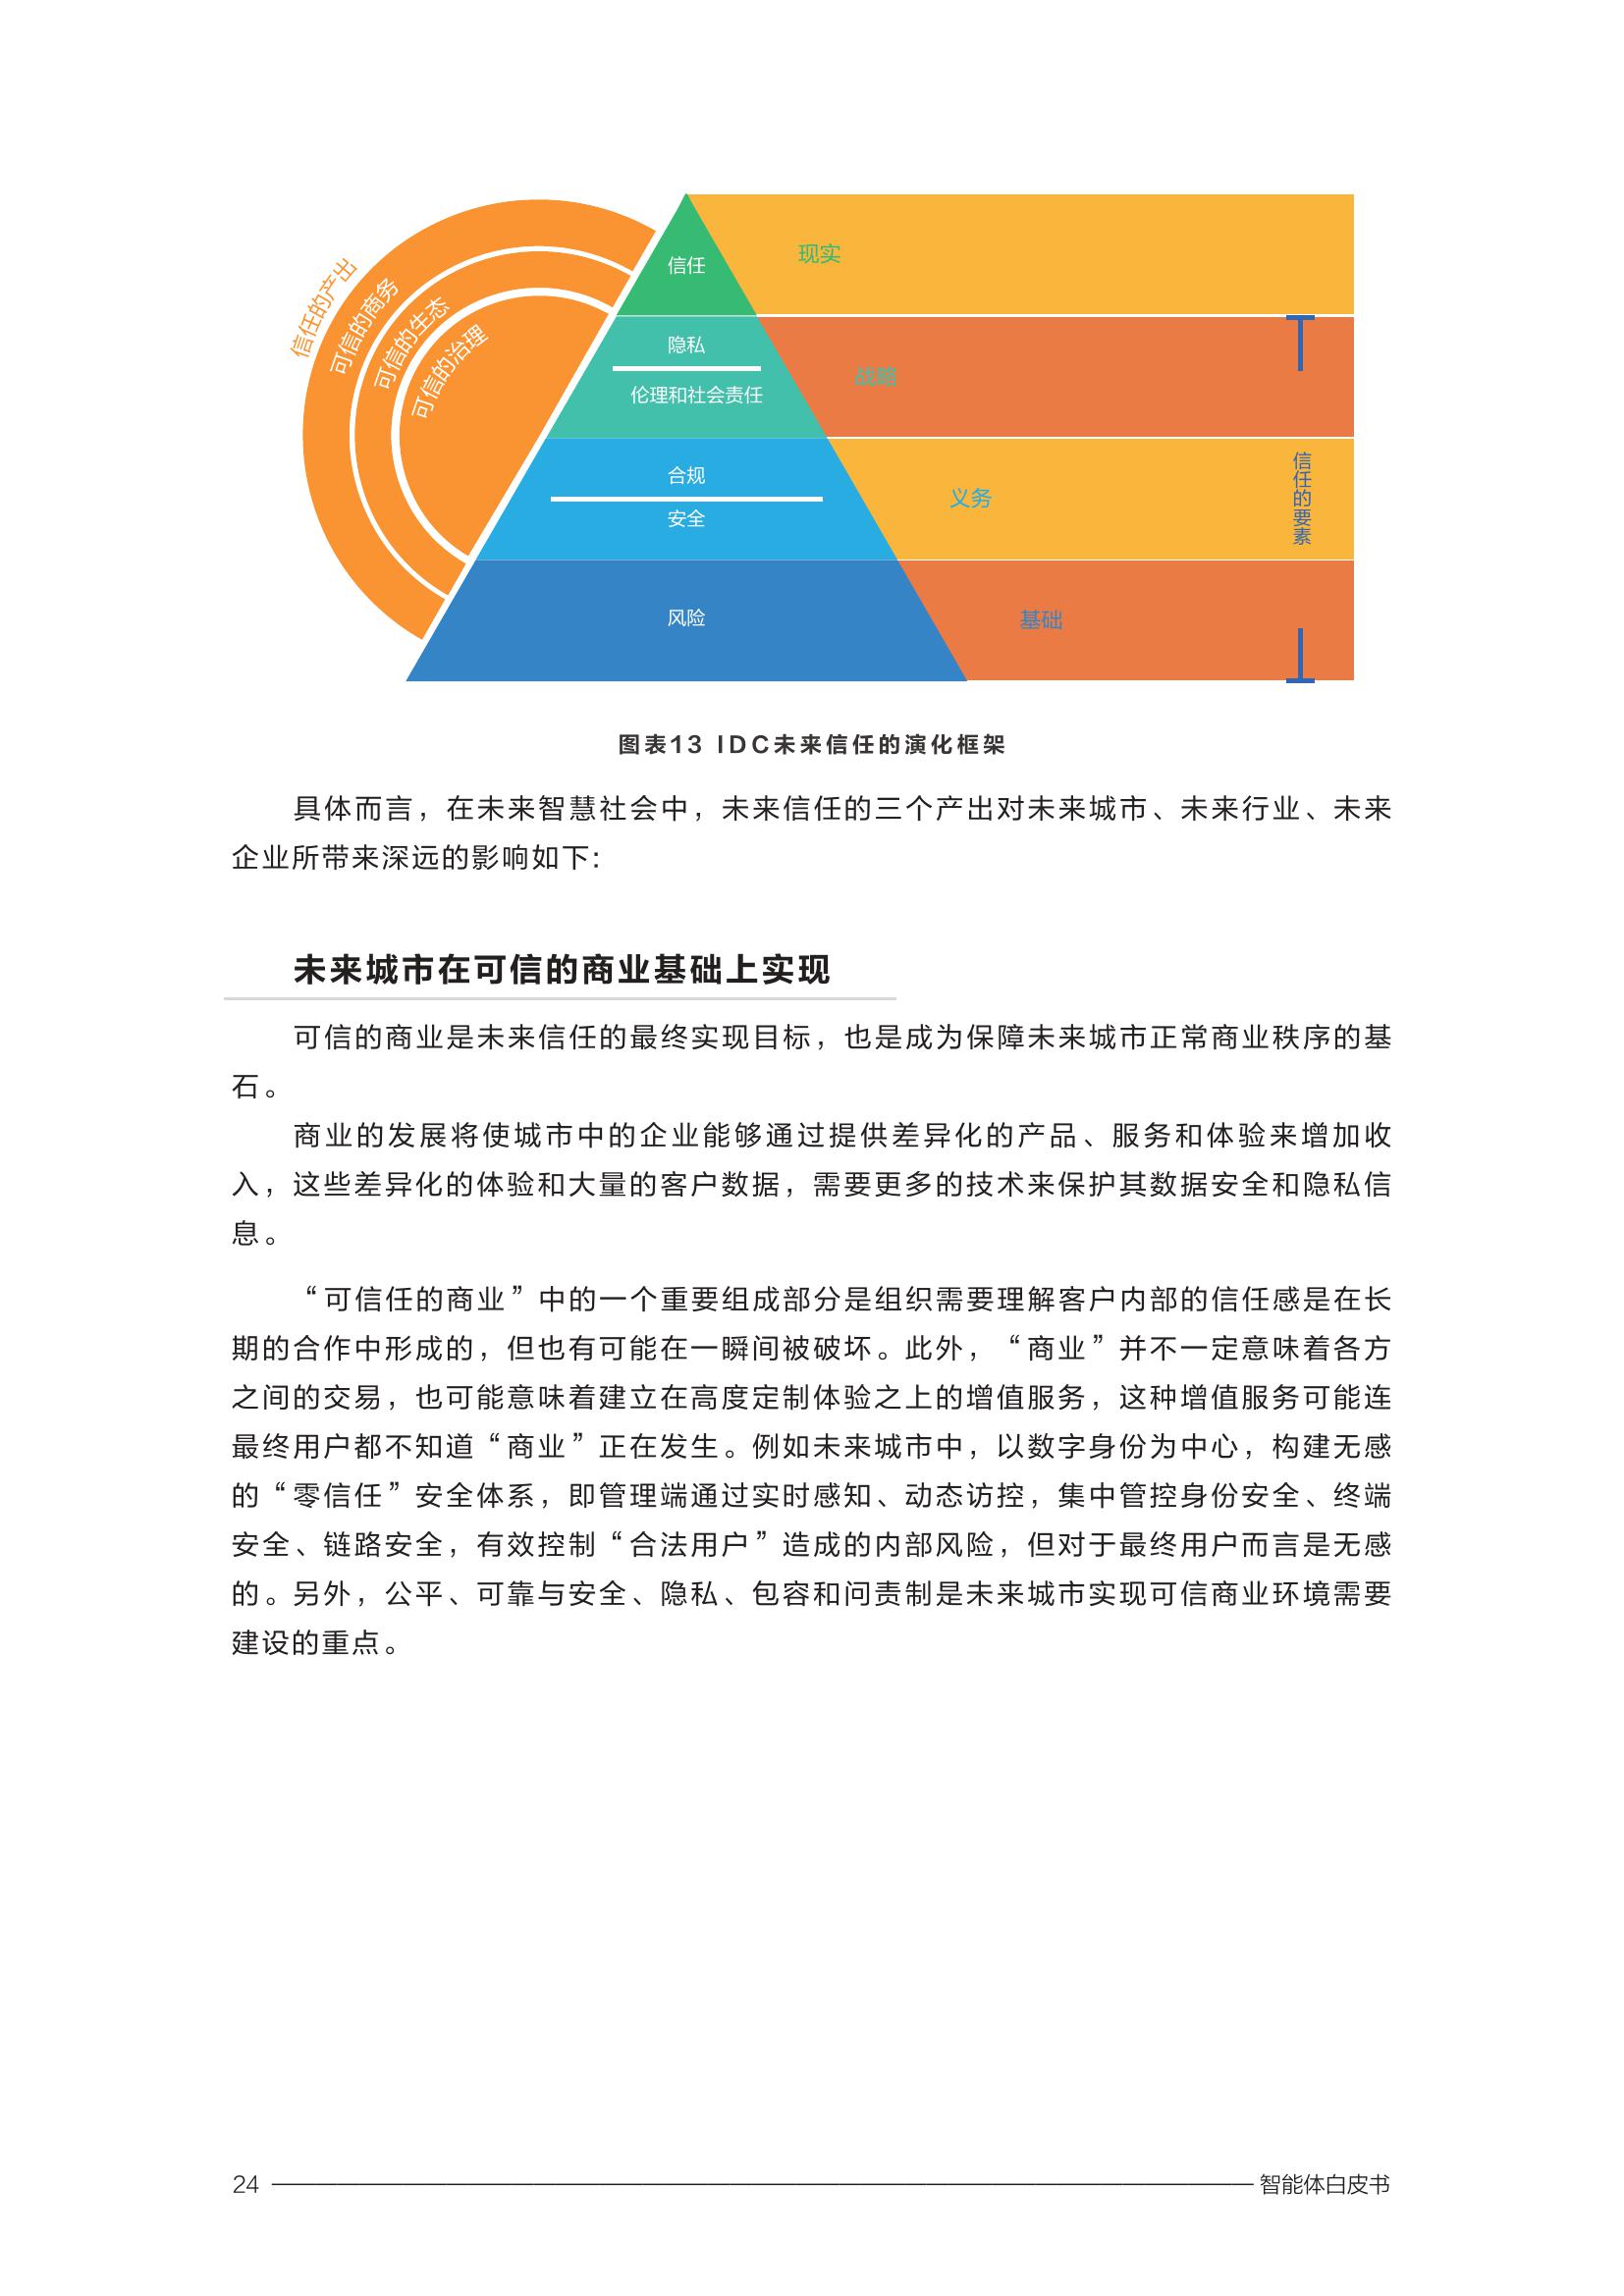 信任的产出
可信的商务
可信的生态
可信的治理
信任
现实
隐私
伦理和社会责任
战略
合规
安全
义务
信任的要素
风险
基础
图表13 IDC未来信任的演化框架
具体而言，在未来智慧社会中，未来信任的三个产出对未来城市、未来行业、未来
企业所带来深远的影响如下：
未来城市在可信的商业基础上实现
可信的商业是未来信任的最终实现目标，也是成为保障未来城市正常商业秩序的基
石。
商业的发展将使城市中的企业能够通过提供差异化的产品、服务和体验来增加收
入，这些差异化的体验和大量的客户数据，需要更多的技术来保护其数据安全和隐私信
息。
“可信任的商业”中的一个重要组成部分是组织需要理解客户内部的信任感是在长
期的合作中形成的，但也有可能在一瞬间被破坏。此外，“商业”并不一定意味着各方
之间的交易，也可能意味着建立在高度定制体验之上的增值服务，这种增值服务可能连
最终用户都不知道“商业”正在发生。例如未来城市中，以数字身份为中心，构建无感
的“零信任”安全体系，即管理端通过实时感知、动态访控，集中管控身份安全、终端
安全、链路安全，有效控制“合法用户”造成的内部风险，但对于最终用户而言是无感
的。另外，公平、可靠与安全、隐私、包容和问责制是未来城市实现可信商业环境需要
建设的重点。
24
智能体白皮书